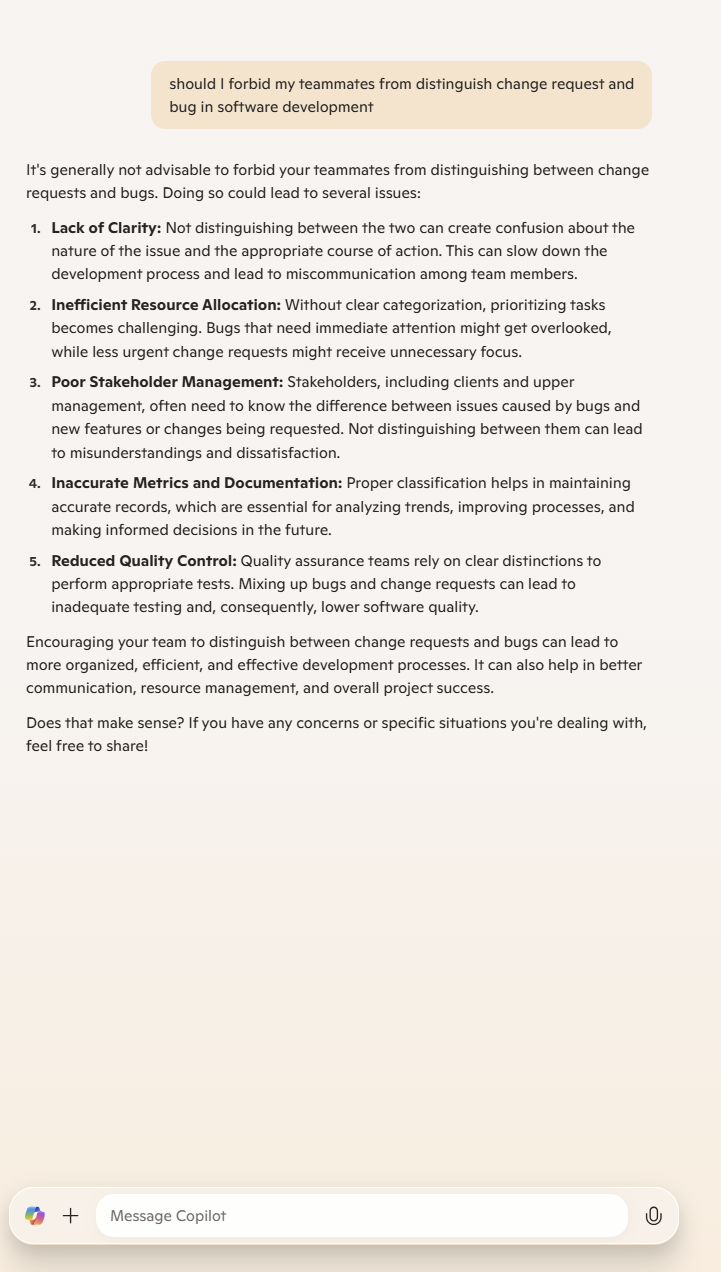 should I forbid my teammates from distinguish change request and
bug in software development
It's generally not advisable to forbid your teammates from distinguishing between change
requests and bugs. Doing so could lead to several issues:
1. Lack of Clarity: Not distinguishing between the two can create confusion about the
nature of the issue and the appropriate course of action. This can slow down the
development process and lead to miscommunication among team members.
2. Inefficient Resource Allocation: Without clear categorization, prioritizing tasks
becomes challenging. Bugs that need immediate attention might get overlooked,
while less urgent change requests might receive unnecessary focus.
3. Poor Stakeholder Management: Stakeholders, including clients and upper
management, often need to know the difference between issues caused by bugs and
new features or changes being requested. Not distinguishing between them can lead
to misunderstandings and dissatisfaction.
4. Inaccurate Metrics and Documentation: Proper classification helps in maintaining
accurate records, which are essential for analyzing trends, improving processes, and
making informed decisions in the future.
5. Reduced Quality Control: Quality assurance teams rely on clear distinctions to
perform appropriate tests. Mixing up bugs and change requests can lead to
inadequate testing and, consequently, lower software quality.
Encouraging your team to distinguish between change requests and bugs can lead to
more organized, efficient, and effective development processes. It can also help in better
communication, resource management, and overall project success.
Does that make sense? If you have any concerns or specific situations you're dealing with,
feel free to share!
Message Copilot